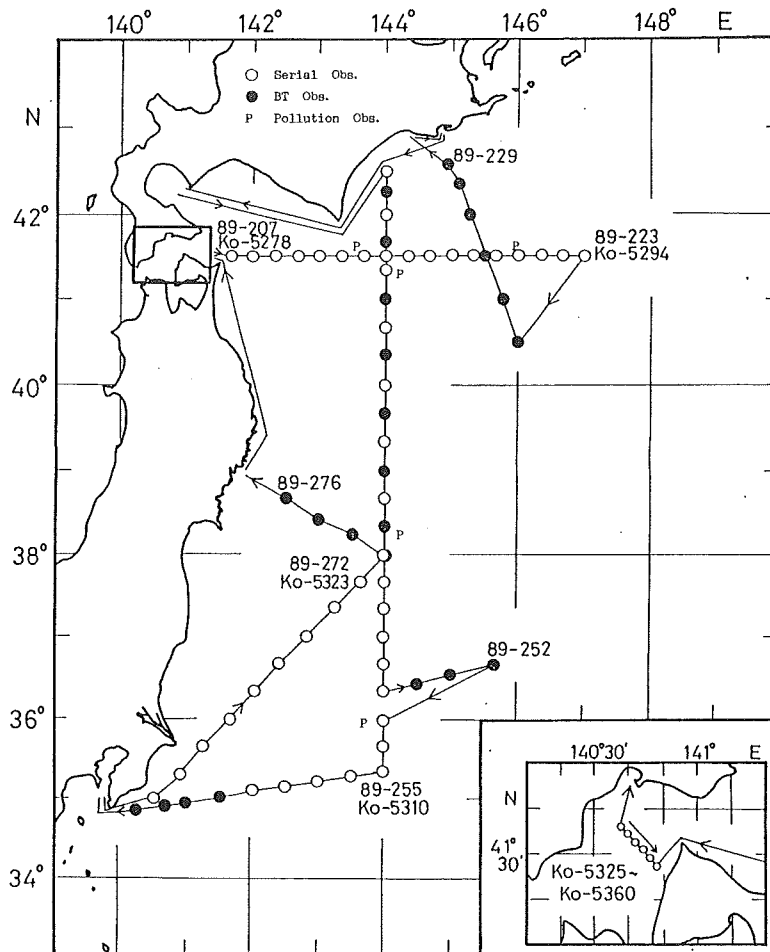 140° 142° 144° 146° 148° E
N
○ Serial Obs.
● BT Obs.
P Pollution Obs.
89-229
42°
89-207
Ko-5278
P
P
89-223
Ko-5294
P
40°
89-276
P
38°
89-272
Ko-5323
89-252
36°
P
89-255
Ko-5310
34°
140°30' 141° E
N
41°
30'
Ko-5325~
Ko-5360